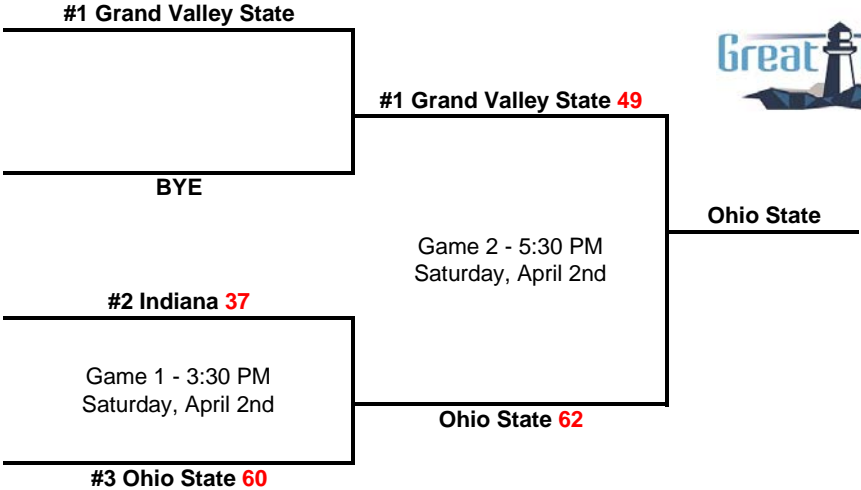 #1 Grand Valley State
Great
#1 Grand Valley State 49
BYE
Ohio State
Game 2 - 5:30 PM
Saturday, April 2nd
#2 Indiana 37
Game 1 - 3:30 PM
Saturday, April 2nd
Ohio State 62
#3 Ohio State 60